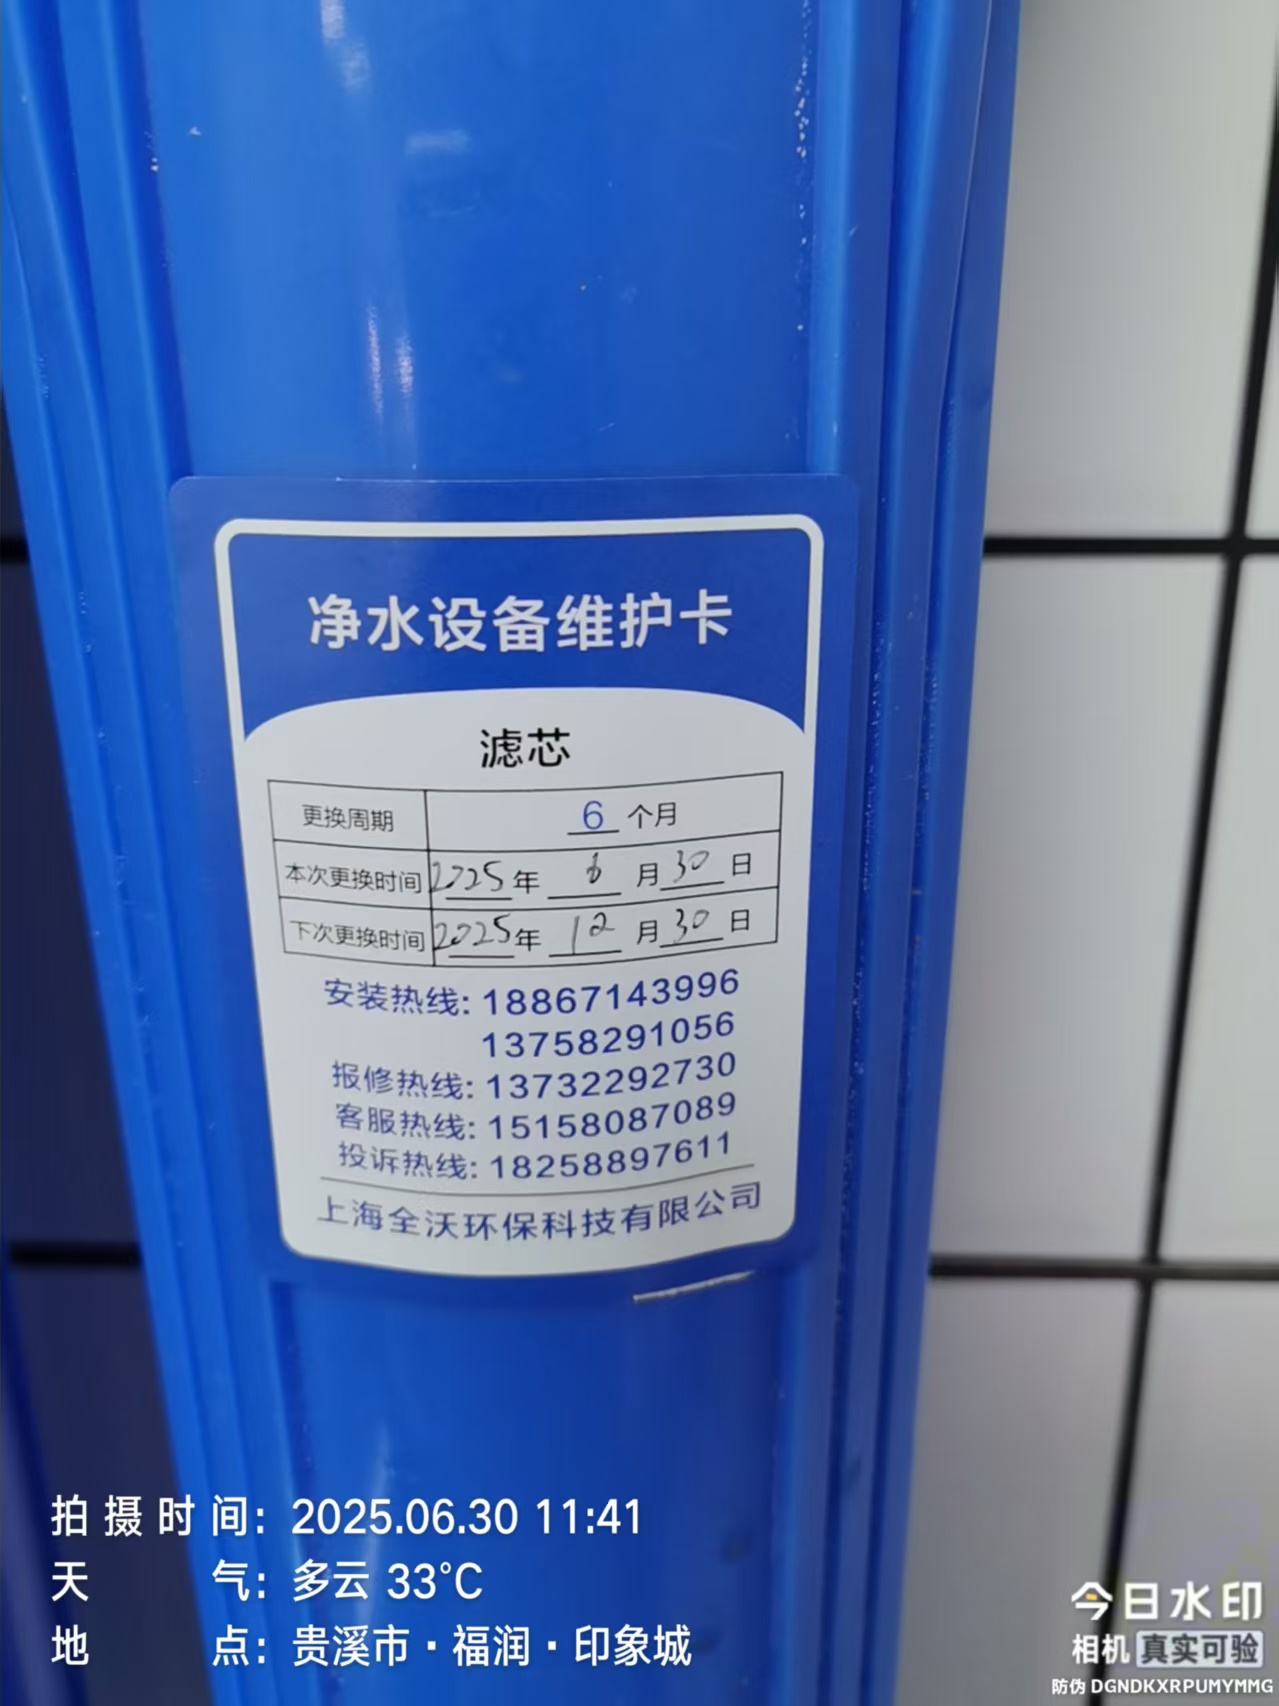 净水设备维护卡
滤芯
更换周期 6 个月
本次更换时间 2025年 6 月30日
下次更换时间 2025年 12 月30日
安装热线: 18867143996
13758291056
报修热线: 13732292730
客服热线: 15158087089
投诉热线: 18258897611
上海全沃环保科技有限公司
拍摄时间: 2025.06.30 11:41
天气: 多云 33℃
地点: 贵溪市·福润·印象城
今日水印
相机 真实可验
防伪 DGNDKXRPUMYMMG